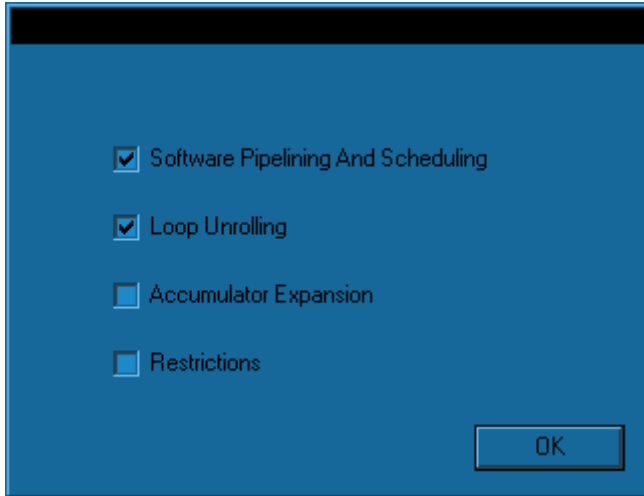 Software Pipelining And Scheduling
Loop Unrolling
Accumulator Expansion
Restrictions
OK